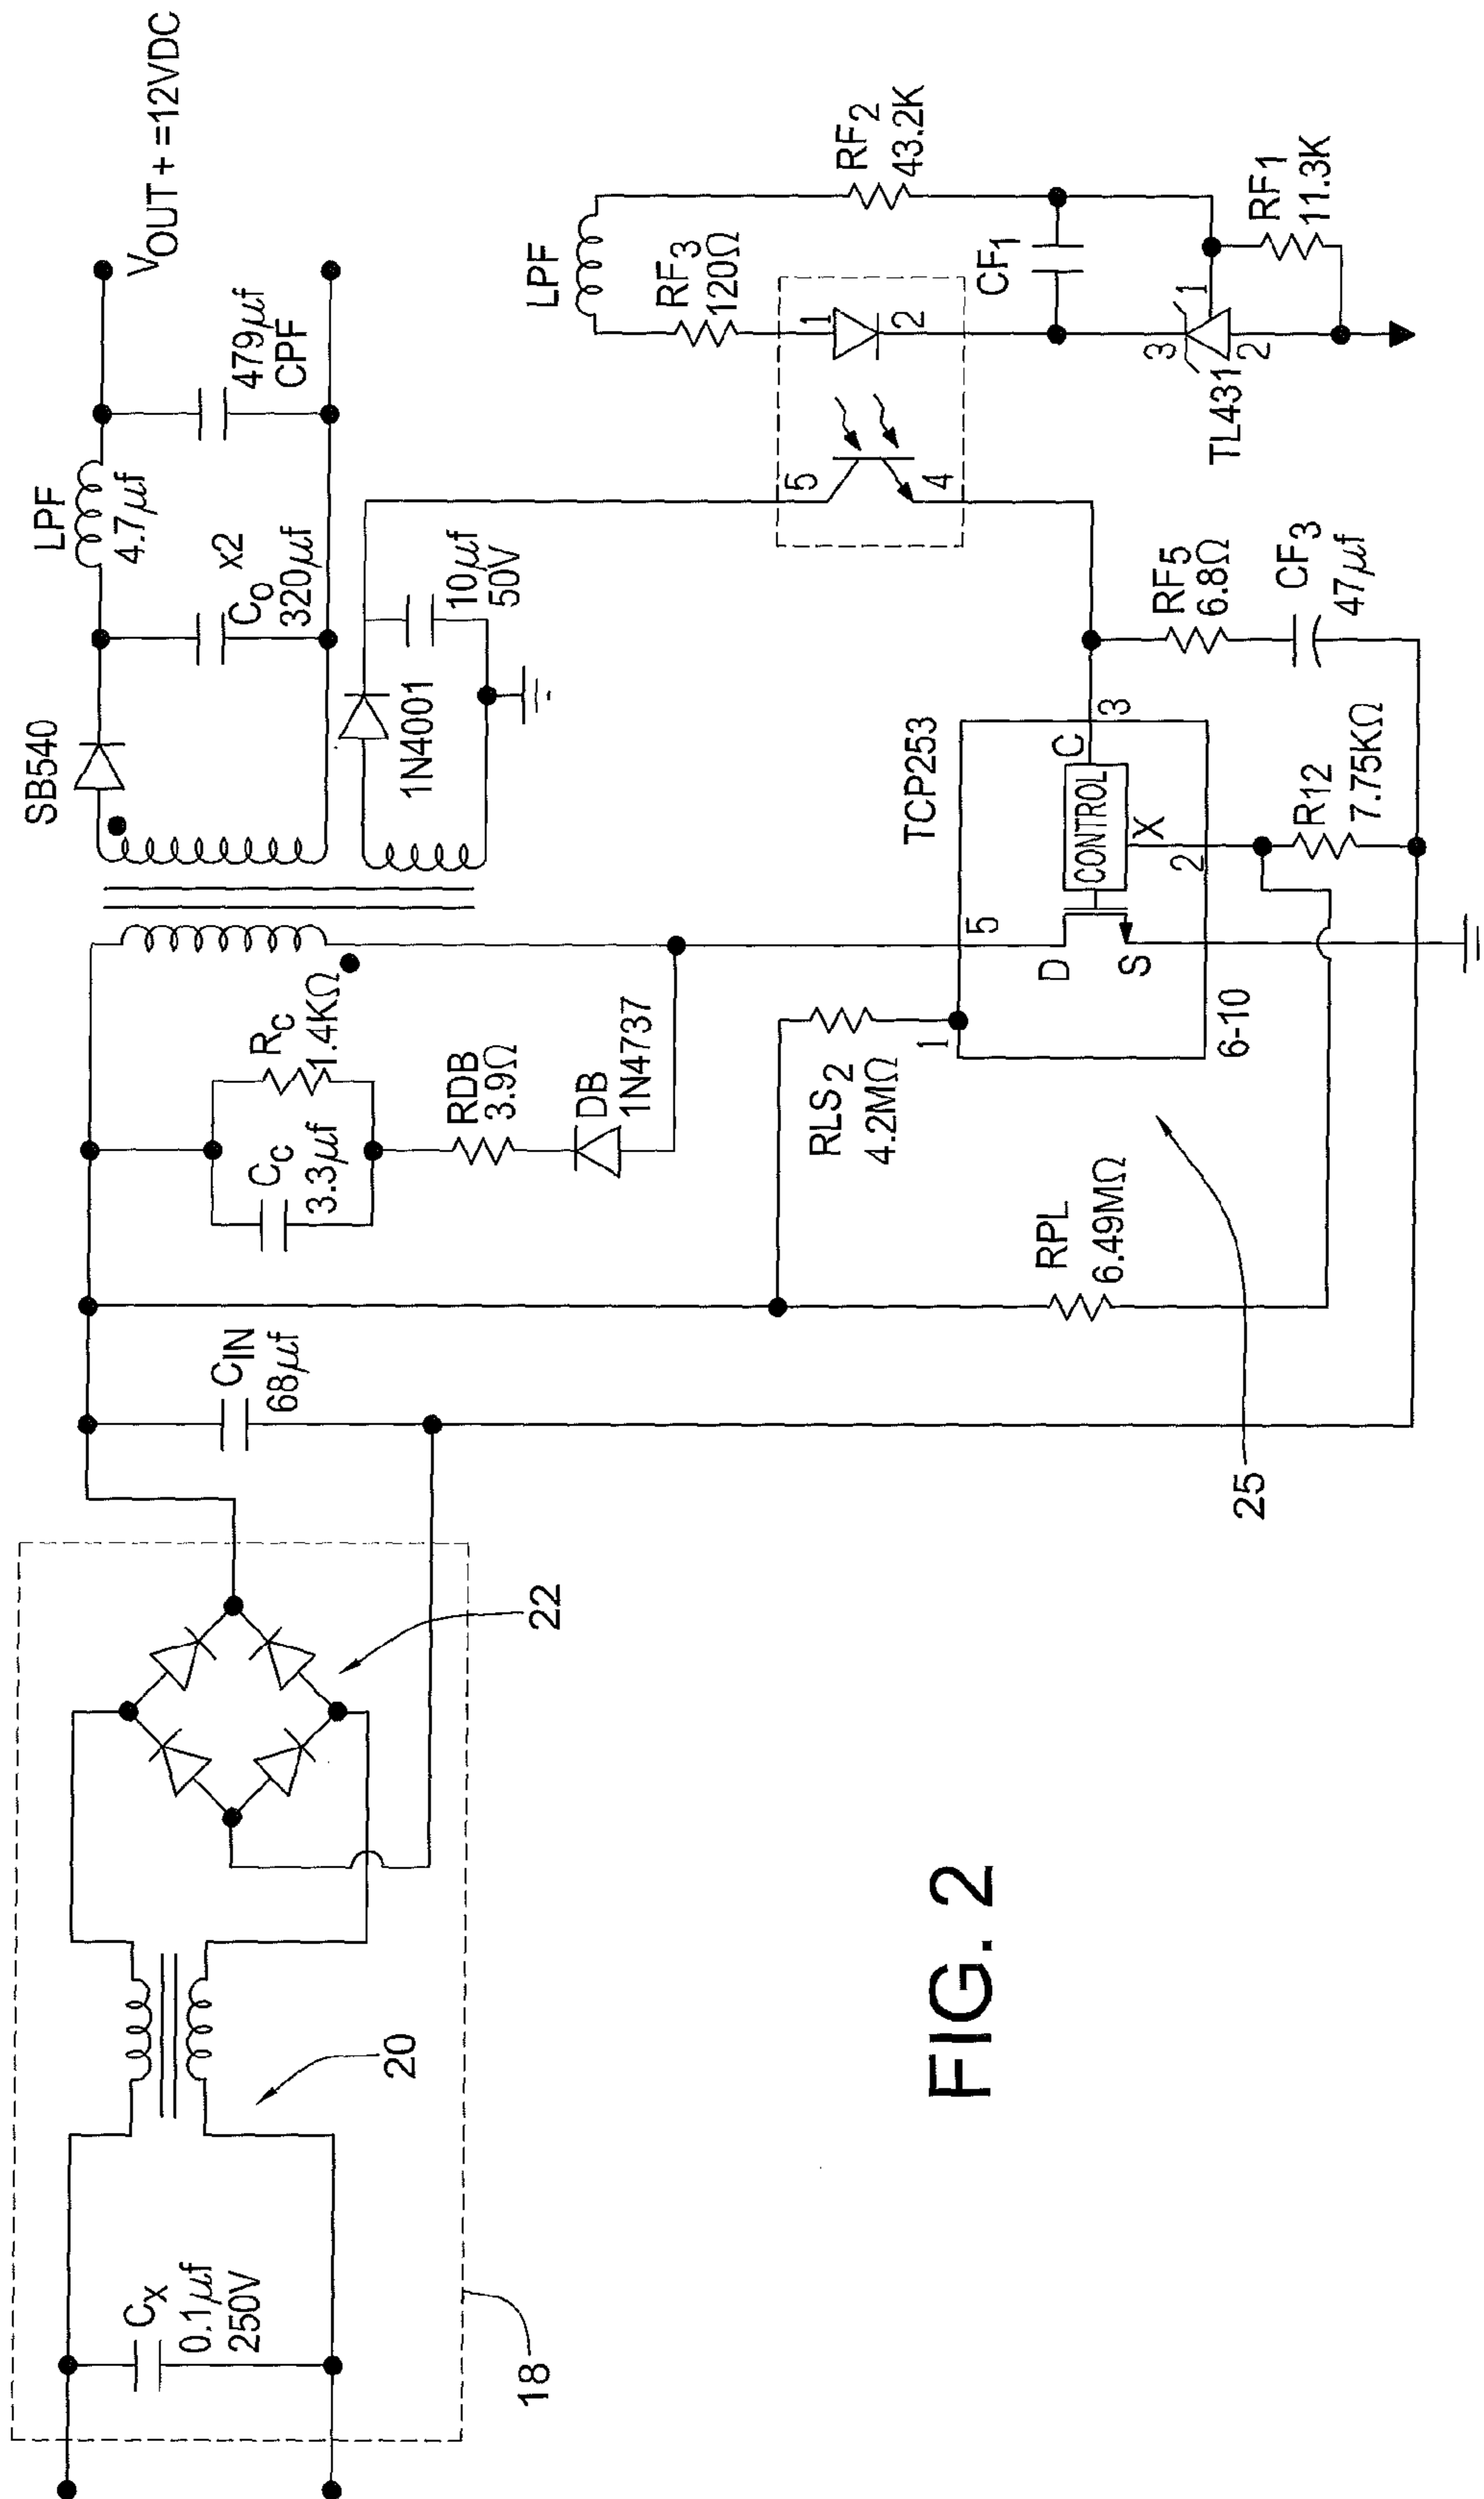 CX
0.1µf
250V
18
20
22
CIN
68µf
CC
3.3µf
RC
1.4KΩ
RDB
3.9Ω
DB
1N4737
SB540
LPF
4.7µf
CO x2
320µf
479µf
CPF
VOUT+=12VDC
1N4001
10µf
50V
RPL
6.49MΩ
RLS2
4.2MΩ
1
5
TCP253
D
S
CONTROL
C
X
2
3
6-10
R12
7.75KΩ
RF5
6.8Ω
CF3
47µf
5
4
1
2
LPF
RF3
120Ω
RF2
43.2K
CF1
3
1
2
TL431
RF1
11.3K
25
FIG. 2